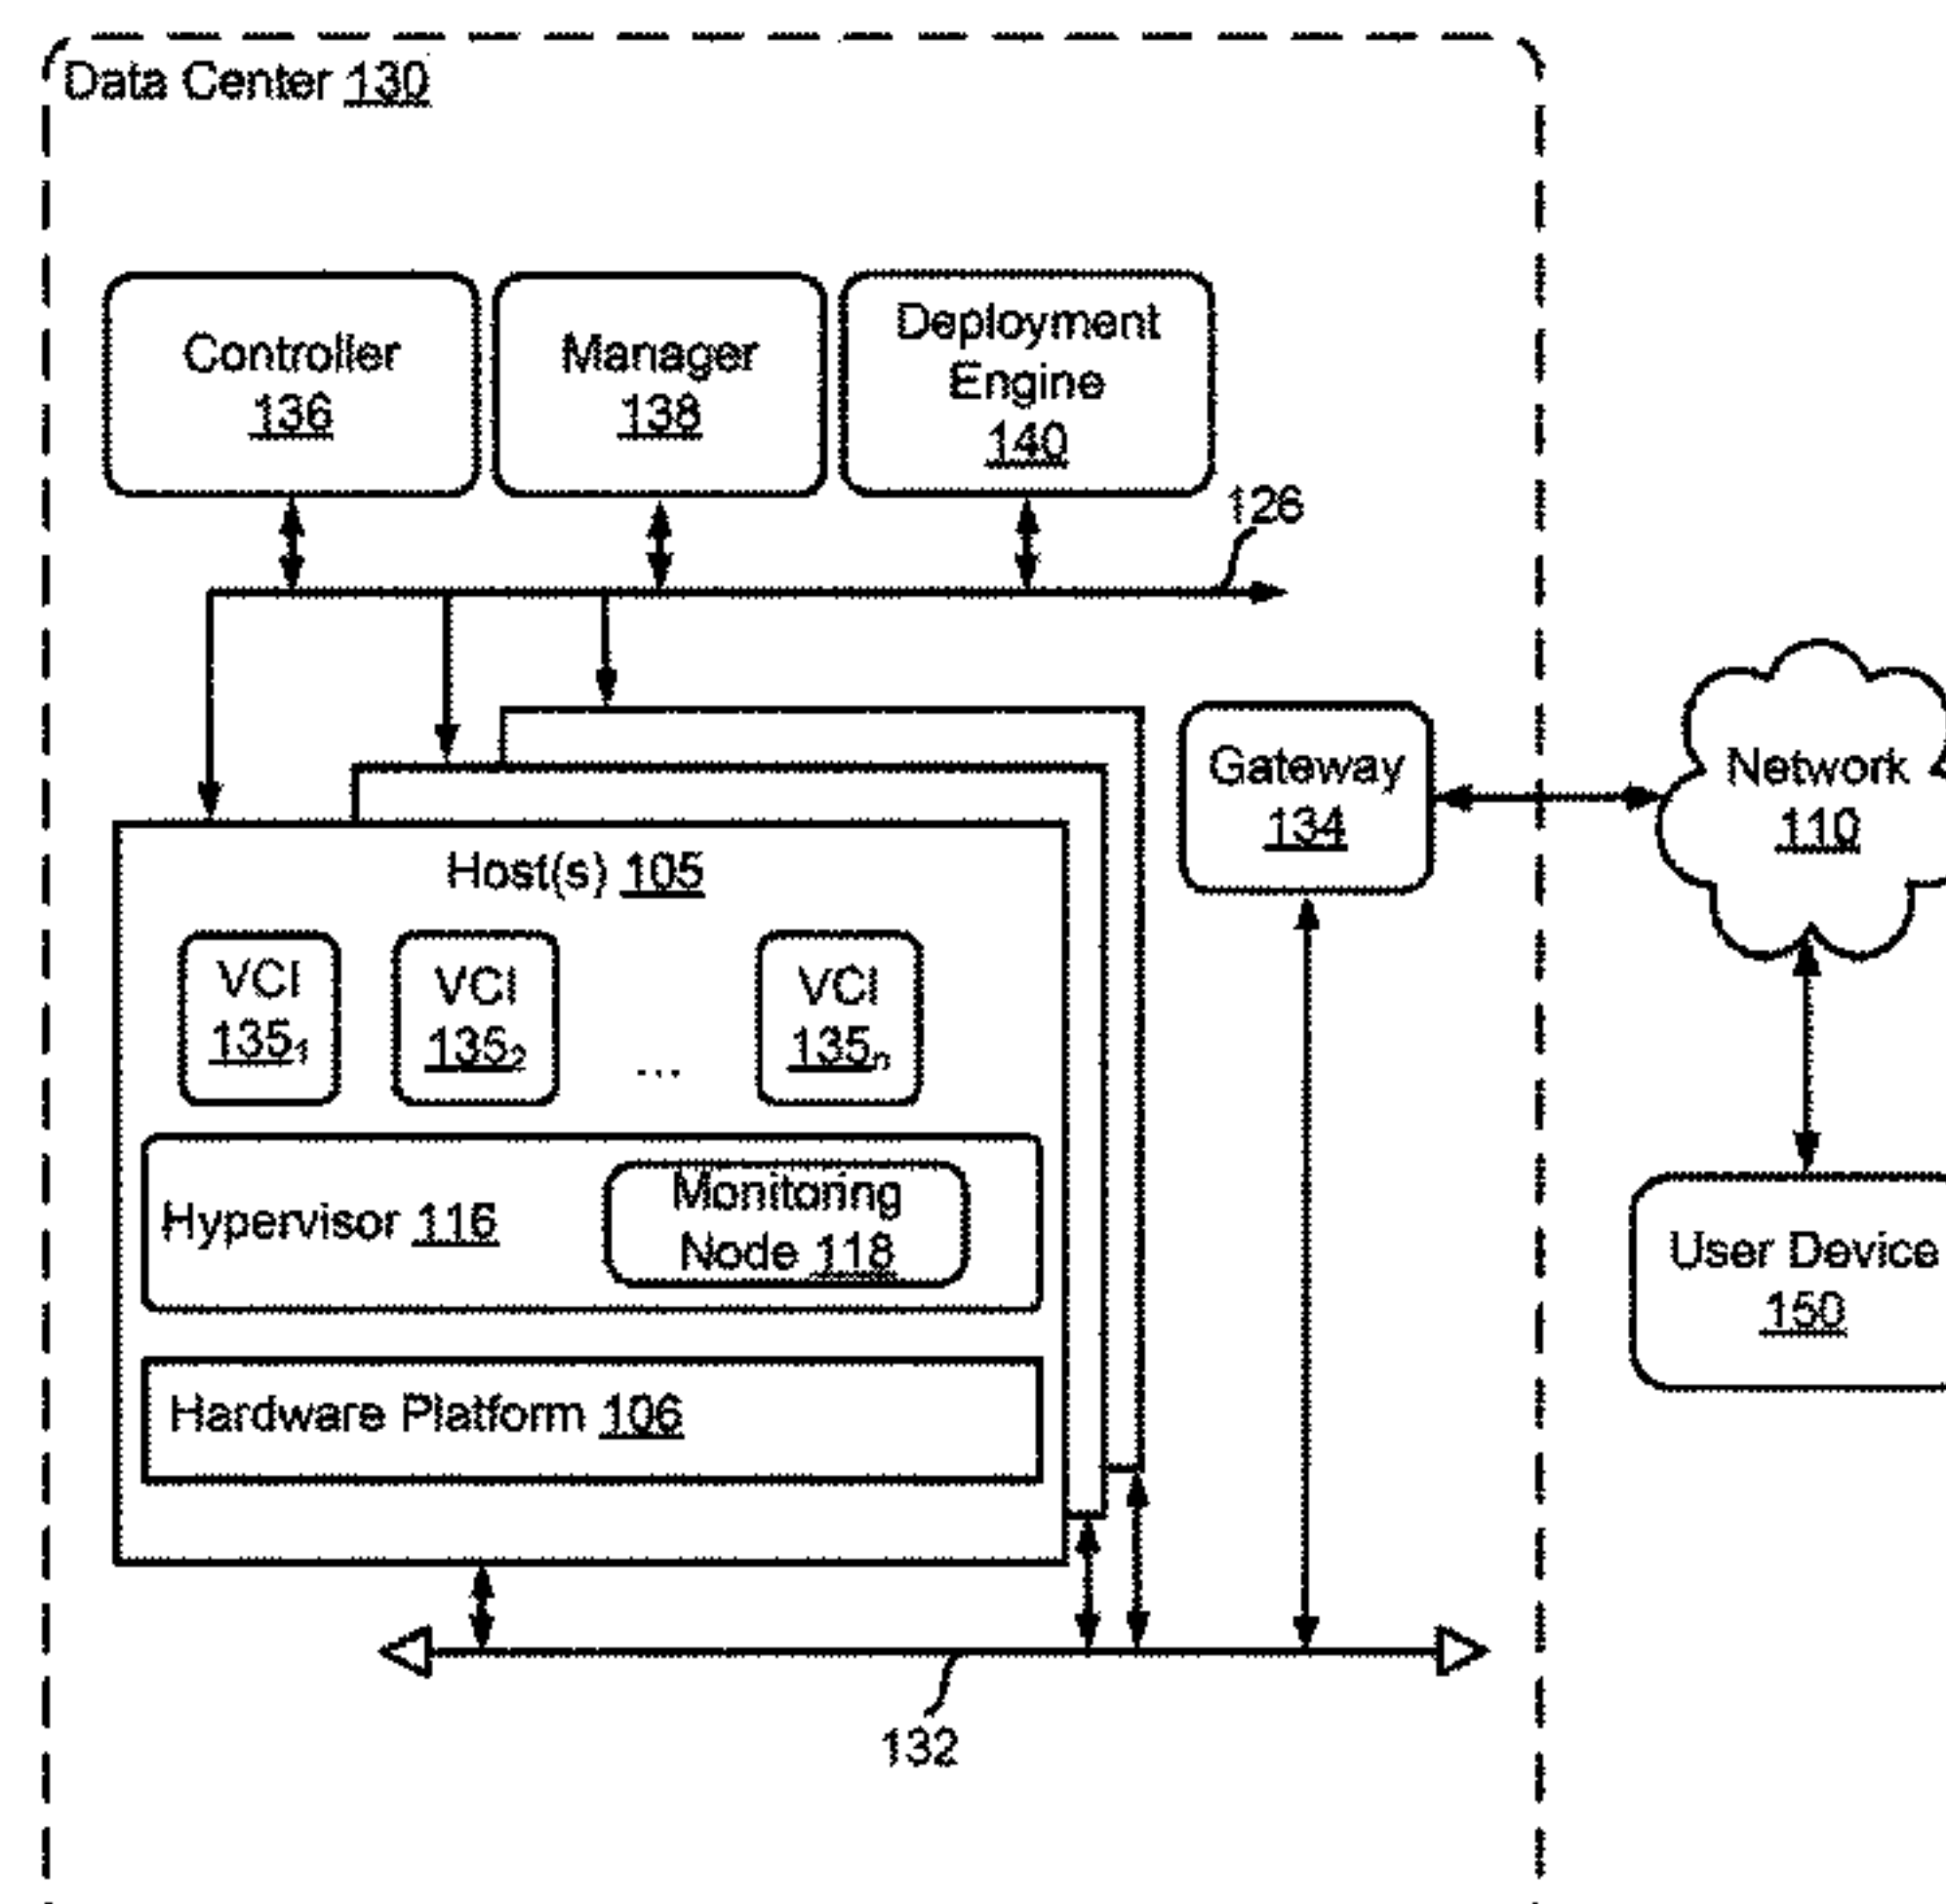 Data Center 130
Controller
136
Manager
138
Deployment
Engine
140
126
Gateway
134
Network
110
Host(s) 105
VCI
135₁
VCI
135₂
...
VCI
135ₙ
Hypervisor 116
Monitoring
Node 118
User Device
150
Hardware Platform 106
132